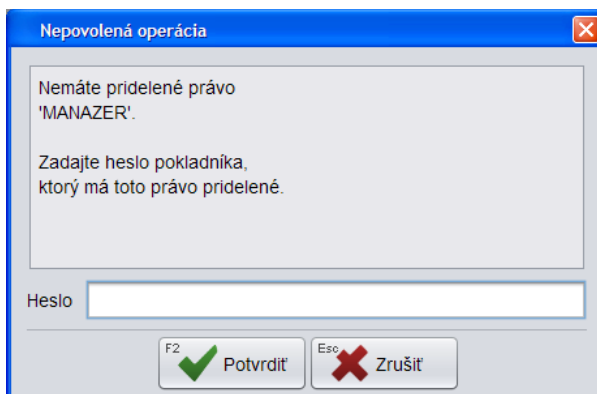 Nepovolená operácia
Nemáte pridelené právo
'MANAZER'.
Zadajte heslo pokladníka,
ktorý má toto právo pridelené.
Heslo
F2 Potvrdiť
Esc Zrušiť